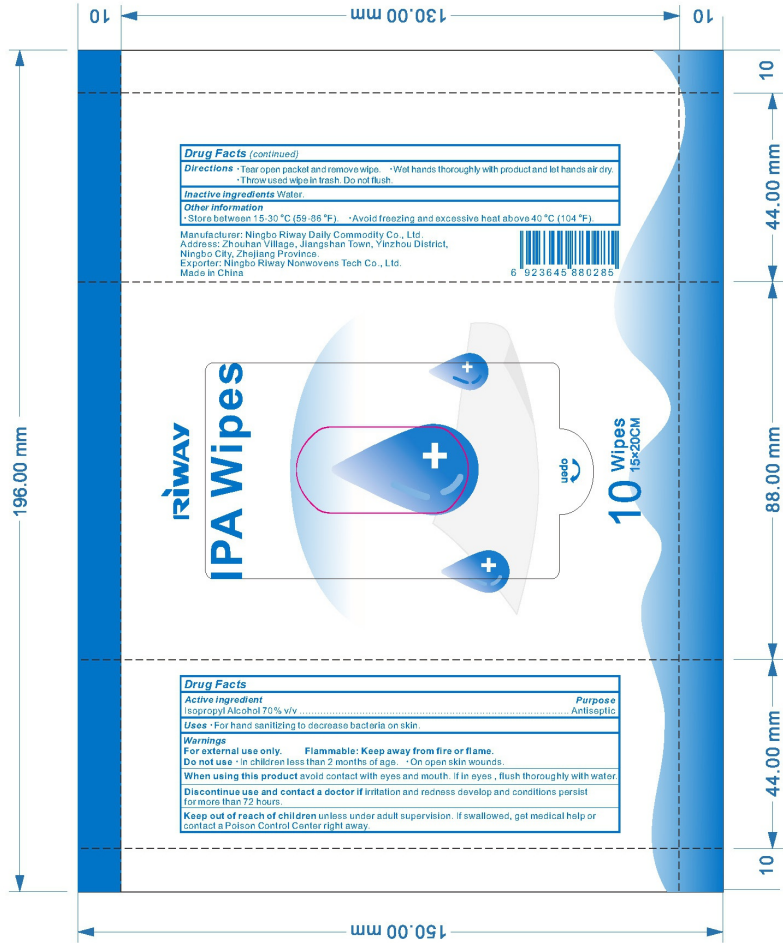 10
130.00 mm
10
196.00 mm
10
44.00 mm
88.00 mm
44.00 mm
10
150.00 mm
Drug Facts (continued)
Directions •Tear open packet and remove wipe. •Wet hands thoroughly with product and let hands air dry.
•Throw used wipe in trash. Do not flush.
Inactive ingredients Water.
Other information
•Store between 15-30 °C (59-86 °F). •Avoid freezing and excessive heat above 40 °C (104 °F).
Manufacturer: Ningbo Riway Daily Commodity Co., Ltd.
Address: Zhouhan Village, Jiangshan Town, Yinzhou District,
Ningbo City, Zhejiang Province.
Exporter: Ningbo Riway Nonwovens Tech Co., Ltd.
Made in China
6 923645 880285
RIWAY
IPA Wipes
open
10 Wipes
15×20CM
Drug Facts
Active ingredient Purpose
Isopropyl Alcohol 70% v/v ........ Antiseptic
Uses •For hand sanitizing to decrease bacteria on skin.
Warnings
For external use only. Flammable: Keep away from fire or flame.
Do not use • In children less than 2 months of age. •On open skin wounds.
When using this product avoid contact with eyes and mouth. If in eyes , flush thoroughly with water.
Discontinue use and contact a doctor if irritation and redness develop and conditions persist
for more than 72 hours.
Keep out of reach of children unless under adult supervision. If swallowed, get medical help or
contact a Poison Control Center right away.